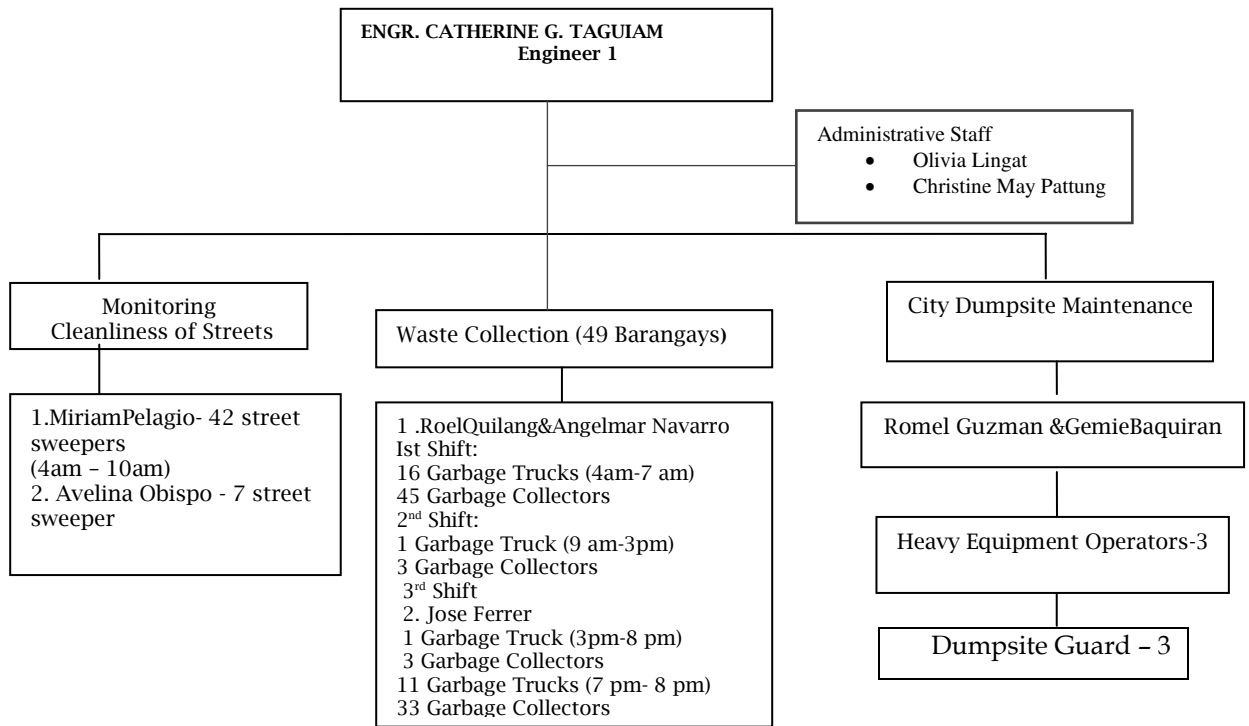 ENGR. CATHERINE G. TAGUIAM
Engineer 1
Administrative Staff
• Olivia Lingat
• Christine May Pattung
Monitoring
Cleanliness of Streets
1.MiriamPelagio- 42 street
sweepers
(4am – 10am)
2. Avelina Obispo - 7 street
sweeper
Waste Collection (49 Barangays)
1 .RoelQuilang&Angelmar Navarro
Ist Shift:
16 Garbage Trucks (4am-7 am)
45 Garbage Collectors
2nd Shift:
1 Garbage Truck (9 am-3pm)
3 Garbage Collectors
3rd Shift
2. Jose Ferrer
1 Garbage Truck (3pm-8 pm)
3 Garbage Collectors
11 Garbage Trucks (7 pm- 8 pm)
33 Garbage Collectors
City Dumpsite Maintenance
Romel Guzman &GemieBaquiran
Heavy Equipment Operators-3
Dumpsite Guard – 3